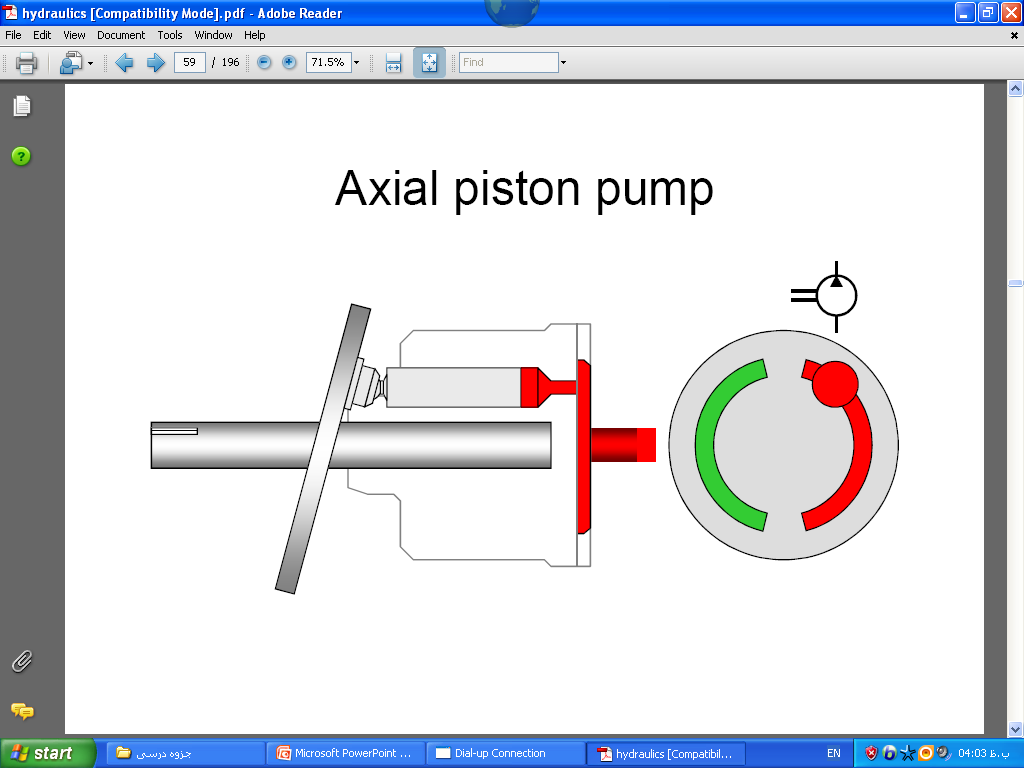 hydraulics [Compatibility Mode].pdf - Adobe Reader
File Edit View Document Tools Window Help
59 / 196 71.5% Find
Axial piston pump
start جزوه درسی Microsoft PowerPoint ... Dial-up Connection hydraulics [Compatibil... EN 04:03 ب.ظ